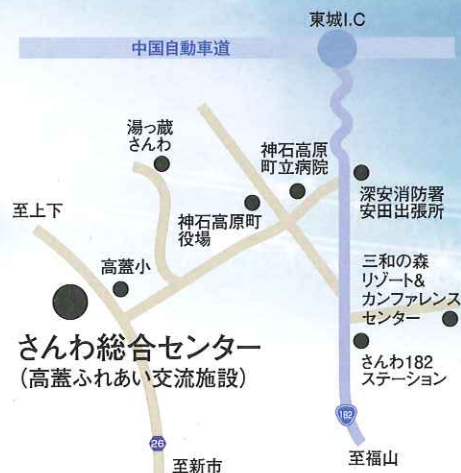 東城I.C
中国自動車道
湯っ蔵
さんわ
神石高原
町立病院
深安消防署
安田出張所
至上下
神石高原町
役場
高蓋小
三和の森
リゾート&
カンファレンス
センター
さんわ総合センター
(高蓋ふれあい交流施設)
さんわ182
ステーション
182
26
至新市
至福山